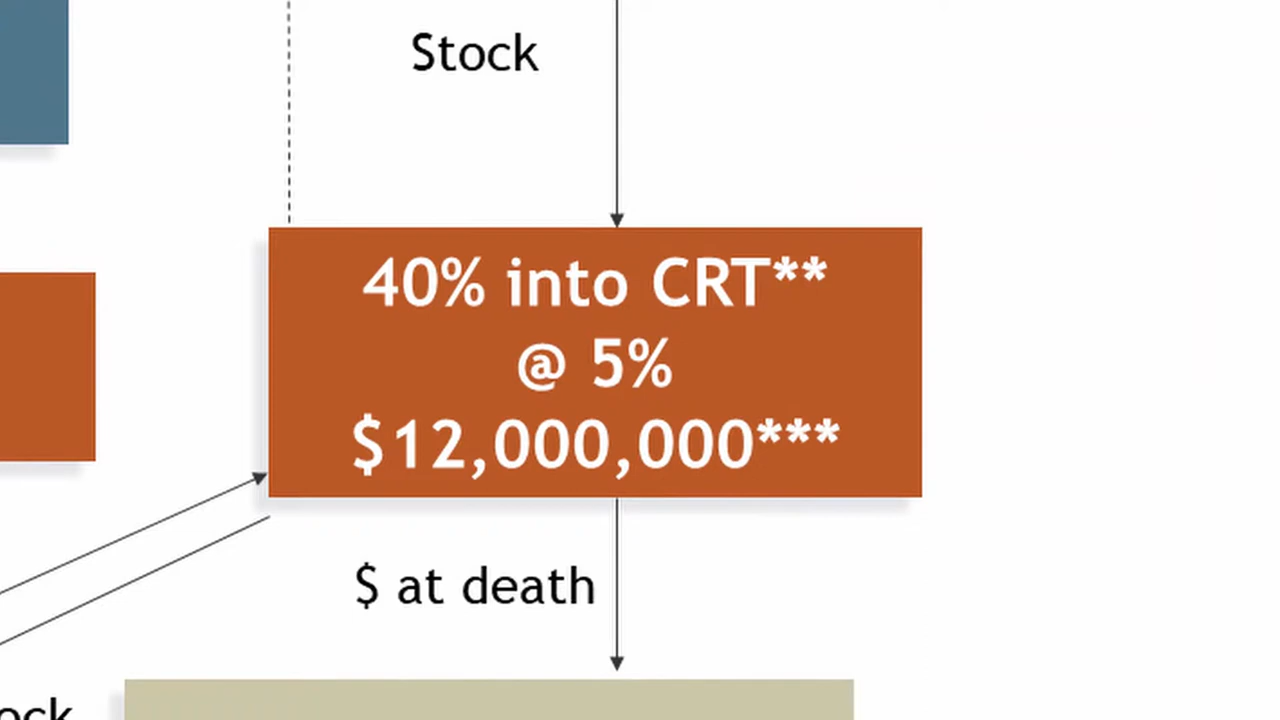 Stock
40% into CRT**
@ 5%
$12,000,000***
$ at death